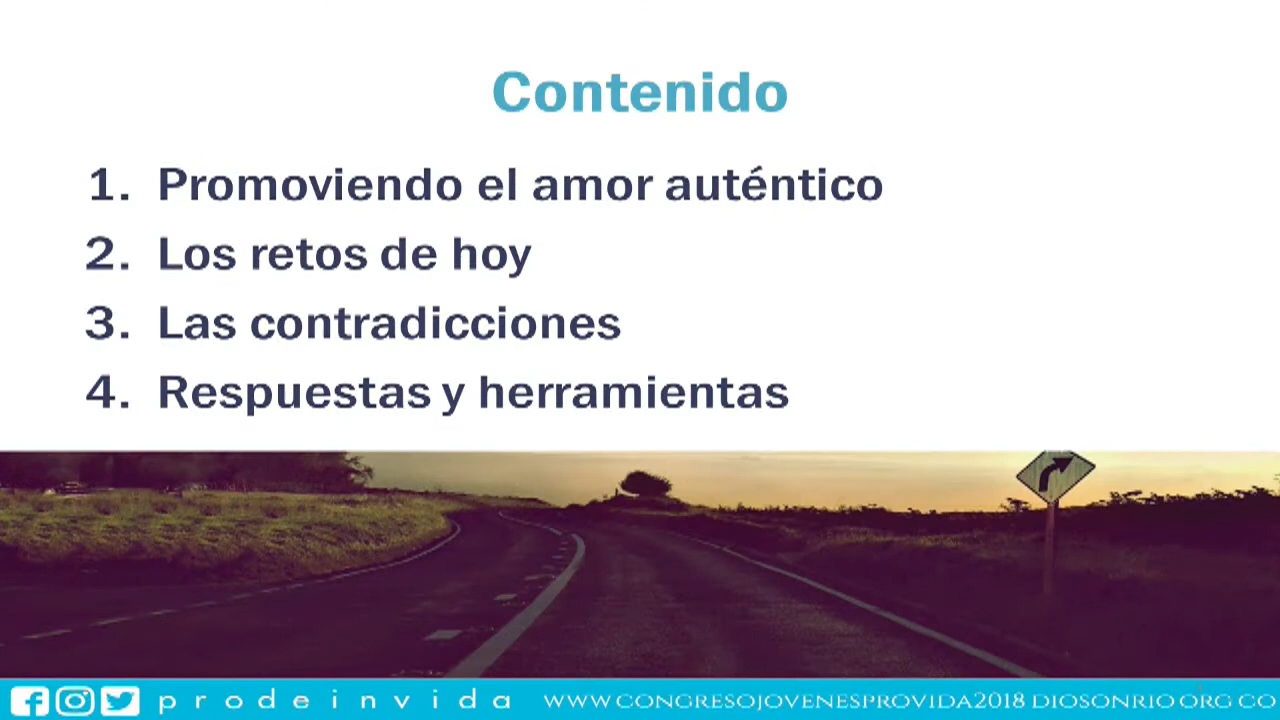 Contenido
1. Promoviendo el amor auténtico
2. Los retos de hoy
3. Las contradicciones
4. Respuestas y herramientas
prodeinvida WWW.CONGRESOJOVENESPROVIDA2018 DIOSONRIO ORG CO